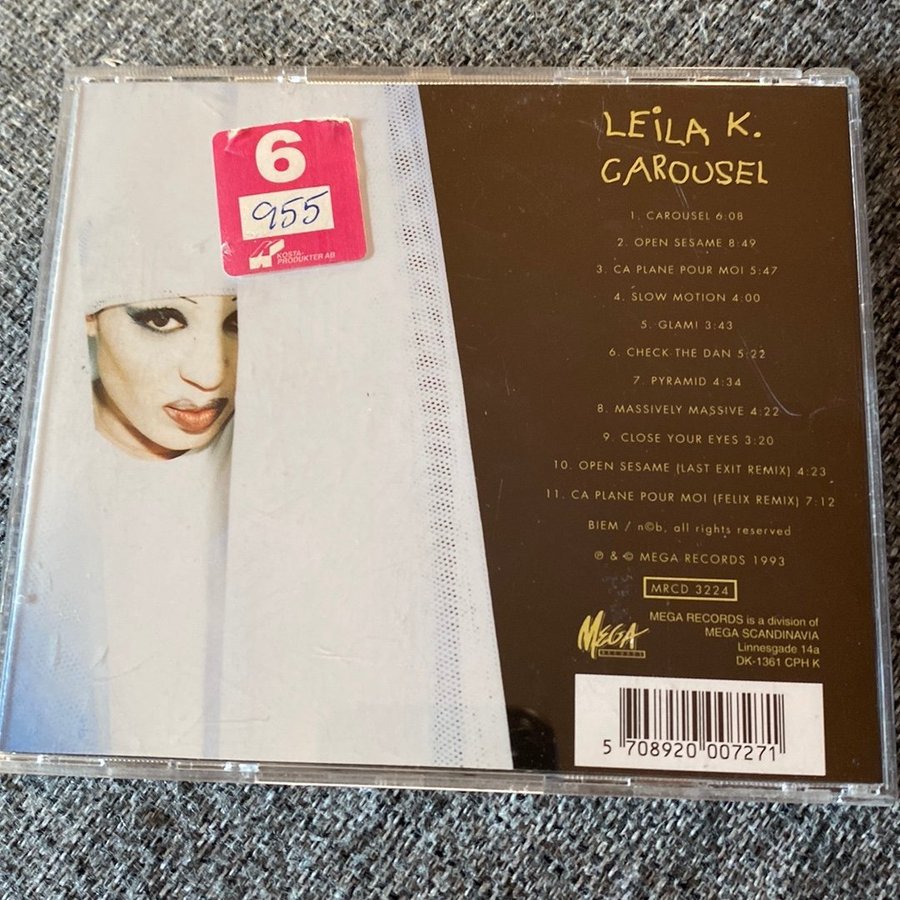 6
955
KOSTA-
PRODUKTER AB
LEiLA K.
CAROUSEL
1. CAROUSEL 6:08
2. OPEN SESAME 8:49
3. CA PLANE POUR MOI 5:47
4. SLOW MOTION 4:00
5. GLAM! 3:43
6. CHECK THE DAN 5:22
7. PYRAMID 4:34
8. MASSIVELY MASSIVE 4:22
9. CLOSE YOUR EYES 3:20
10. OPEN SESAME (LAST EXIT REMIX) 4:23
11. CA PLANE POUR MOI (FELIX REMIX) 7:12
BIEM / n©b, all rights reserved
℗ & © MEGA RECORDS 1993
MRCD 3224
MEGA
RECORDS
MEGA RECORDS is a division of
MEGA SCANDINAVIA
Linnesgade 14a
DK-1361 CPH K
5 708920 007271